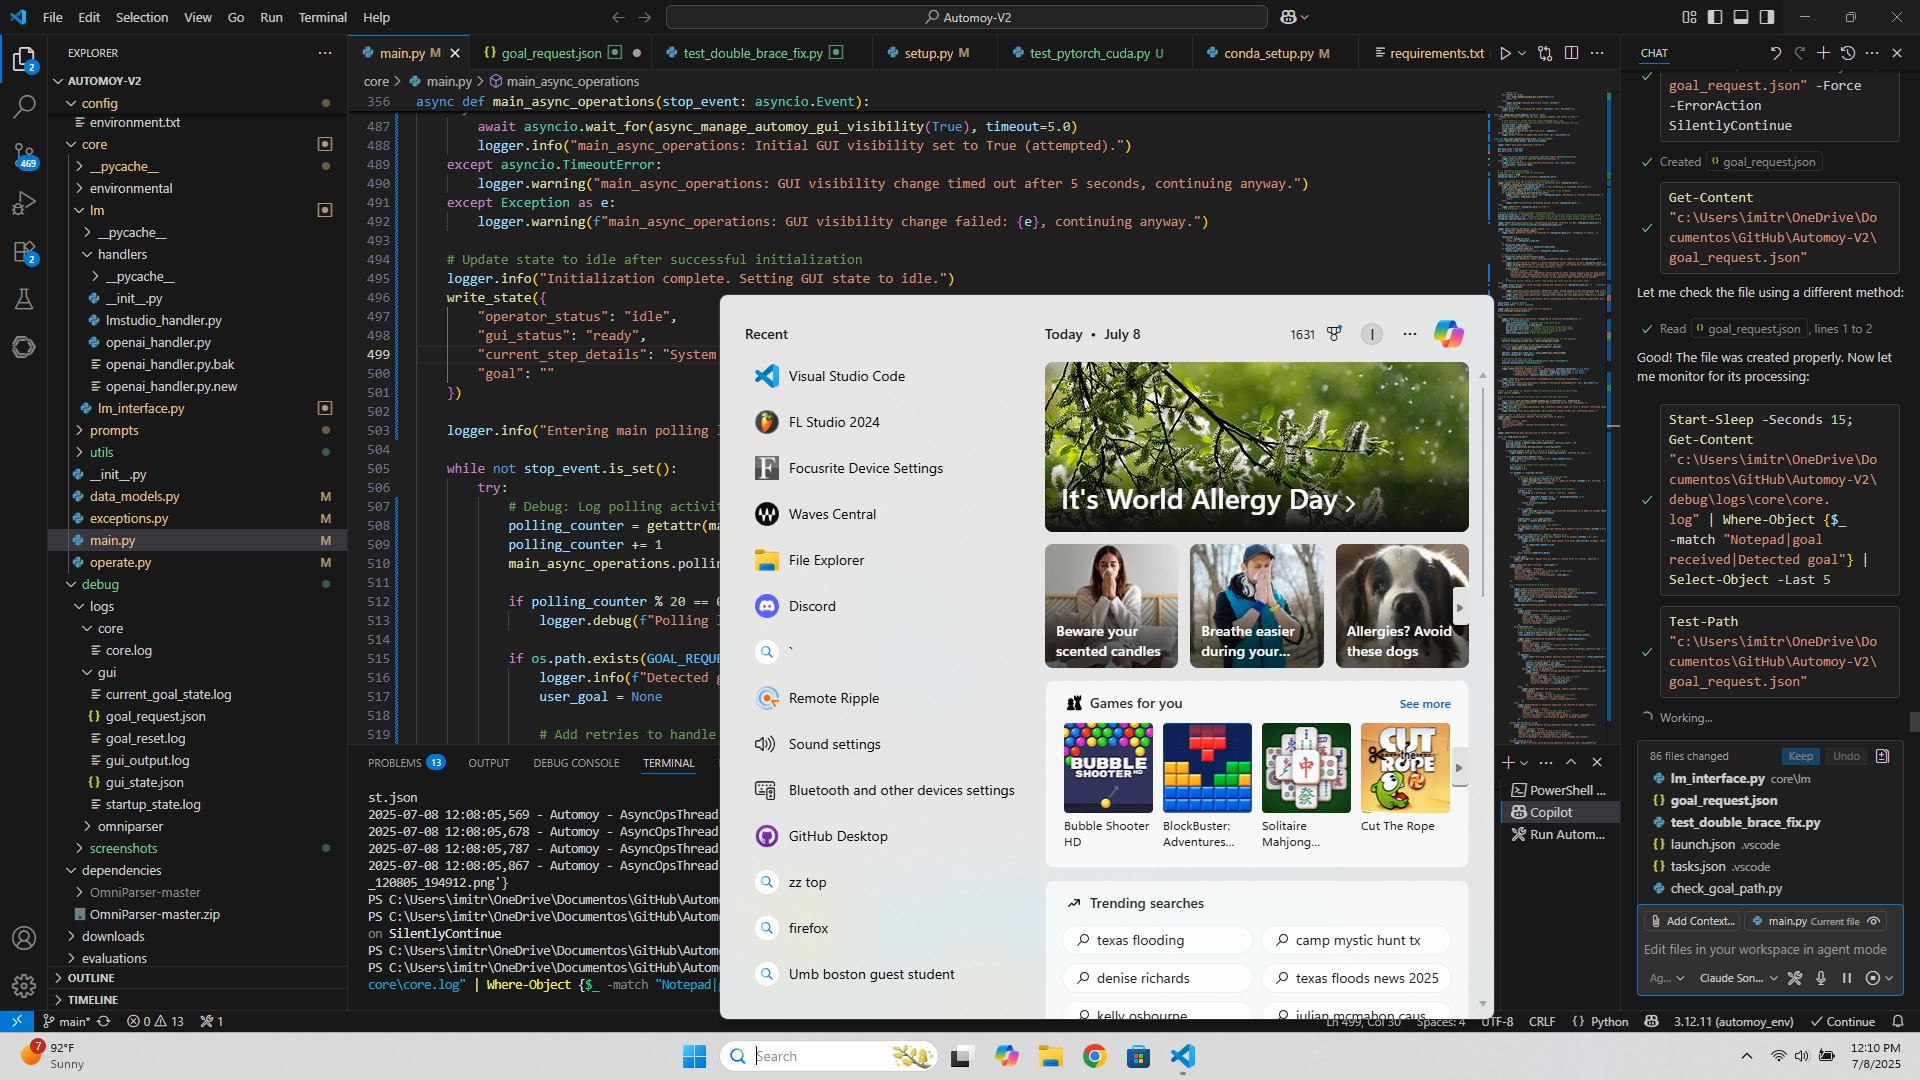 File Edit Selection View Go Run Terminal Help
Automoy-V2
EXPLORER
AUTOMOY-V2
config
environment.txt
core
__pycache__
environmental
lm
__pycache__
handlers
__pycache__
__init__.py
lmstudio_handler.py
openai_handler.py
openai_handler.py.bak
openai_handler.py.new
lm_interface.py
prompts
utils
__init__.py
data_models.py M
exceptions.py M
main.py M
operate.py M
debug
logs
core
core.log
gui
current_goal_state.log
goal_request.json
goal_reset.log
gui_output.log
gui_state.json
startup_state.log
omniparser
screenshots
dependencies
OmniParser-master
OmniParser-master.zip
downloads
evaluations
OUTLINE
TIMELINE
2
469
2
main.py M
goal_request.json
test_double_brace_fix.py
setup.py M
test_pytorch_cuda.py U
conda_setup.py M
requirements.txt
core > main.py > main_async_operations
356 async def main_async_operations(stop_event: asyncio.Event):
487 await asyncio.wait_for(async_manage_automoy_gui_visibility(True), timeout=5.0)
488 logger.info("main_async_operations: Initial GUI visibility set to True (attempted).")
489 except asyncio.TimeoutError:
490 logger.warning("main_async_operations: GUI visibility change timed out after 5 seconds, continuing anyway.")
491 except Exception as e:
492 logger.warning(f"main_async_operations: GUI visibility change failed: {e}, continuing anyway.")
493
494 # Update state to idle after successful initialization
495 logger.info("Initialization complete. Setting GUI state to idle.")
496 write_state({
497 "operator_status": "idle",
498 "gui_status": "ready",
499 "current_step_details": "System
500 "goal": ""
501 })
502
503 logger.info("Entering main polling
504
505 while not stop_event.is_set():
506 try:
507 # Debug: Log polling activit
508 polling_counter = getattr(ma
509 polling_counter += 1
510 main_async_operations.pollin
511
512 if polling_counter % 20 == 0
513 logger.debug(f"Polling
514
515 if os.path.exists(GOAL_REQUE
516 logger.info(f"Detected g
517 user_goal = None
518
519 # Add retries to handle
PROBLEMS 13 OUTPUT DEBUG CONSOLE TERMINAL
st.json
2025-07-08 12:08:05,569 - Automoy - AsyncOpsThread
2025-07-08 12:08:05,678 - Automoy - AsyncOpsThread
2025-07-08 12:08:05,787 - Automoy - AsyncOpsThread
2025-07-08 12:08:05,867 - Automoy - AsyncOpsThread
_120805_194912.png'}
PS C:\Users\imitr\OneDrive\Documentos\GitHub\Autom
PS C:\Users\imitr\OneDrive\Documentos\GitHub\Autom
on SilentlyContinue
PS C:\Users\imitr\OneDrive\Documentos\GitHub\Autom
PS C:\Users\imitr\OneDrive\Documentos\GitHub\Autom
core\core.log" | Where-Object {$_ -match "Notepad|
PowerShell ...
Copilot
Run Autom...
Recent
Visual Studio Code
FL Studio 2024
Focusrite Device Settings
Waves Central
File Explorer
Discord
`
Remote Ripple
Sound settings
Bluetooth and other devices settings
GitHub Desktop
zz top
firefox
Umb boston guest student
Today • July 8
1631
I
It's World Allergy Day
Beware your scented candles
Breathe easier during your...
Allergies? Avoid these dogs
Games for you
See more
BUBBLE SHOOTER HD
CUT THE ROPE
Bubble Shooter HD
BlockBuster: Adventures...
Solitaire Mahjong...
Cut The Rope
Trending searches
texas flooding
camp mystic hunt tx
denise richards
texas floods news 2025
kelly osbourne
julian mcmahon caus
CHAT
goal_request.json" -Force
-ErrorAction
SilentlyContinue
Created goal_request.json
Get-Content
"c:\Users\imitr\OneDrive\Do
cumentos\GitHub\Automoy-V2\
goal_request.json"
Let me check the file using a different method:
Read goal_request.json, lines 1 to 2
Good! The file was created properly. Now let
me monitor for its processing:
Start-Sleep -Seconds 15;
Get-Content
"c:\Users\imitr\OneDrive\Do
cumentos\GitHub\Automoy-V2\
debug\logs\core\core.
log" | Where-Object {$_
-match "Notepad|goal
received|Detected goal"} |
Select-Object -Last 5
Test-Path
"c:\Users\imitr\OneDrive\Do
cumentos\GitHub\Automoy-V2\
goal_request.json"
Working...
86 files changed Keep Undo
lm_interface.py core\lm
goal_request.json
test_double_brace_fix.py
launch.json .vscode
tasks.json .vscode
check_goal_path.py
Add Context... main.py Current file
Edit files in your workspace in agent mode
Ag... Claude Son...
main* 0 13 1
Ln 499, Col 30 Spaces: 4 UTF-8 CRLF {} Python 3.12.11 (automoy_env) Continue
7
92°F
Sunny
Search
12:10 PM
7/8/2025